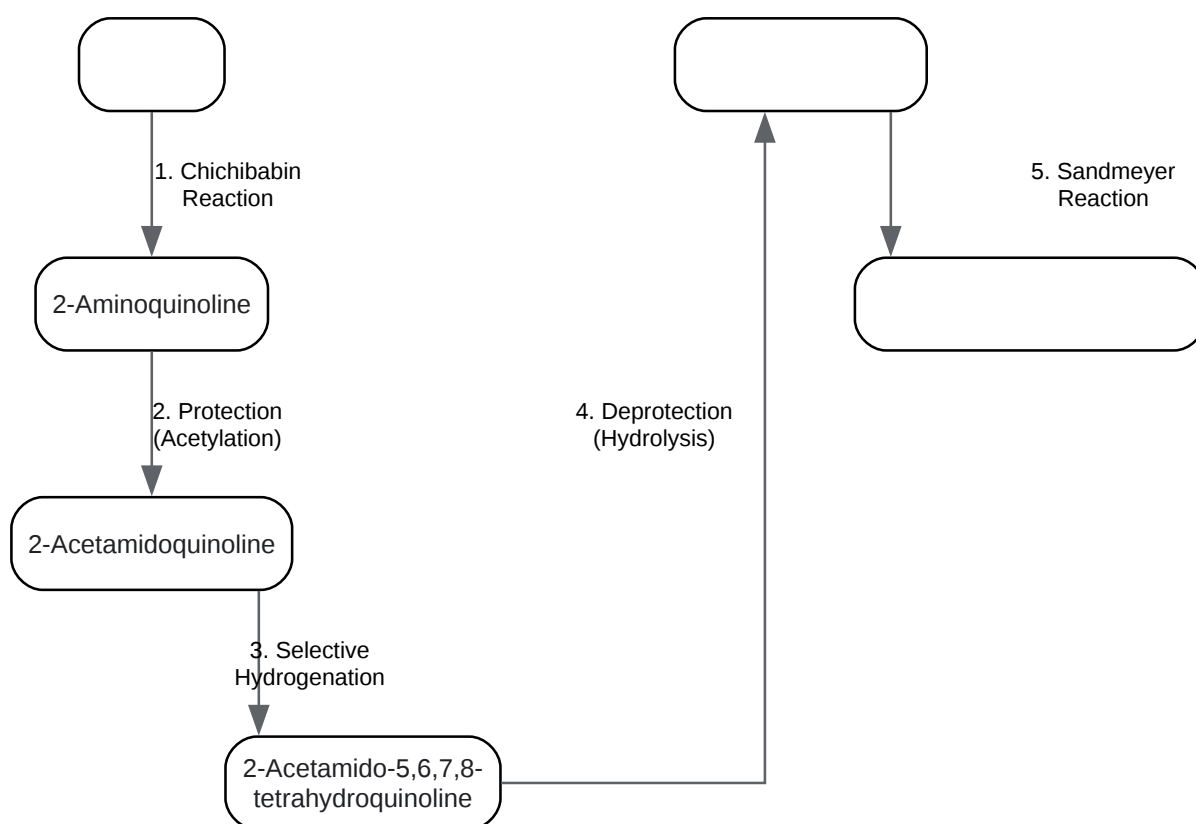 1. Chichibabin
Reaction
2-Aminoquinoline
2. Protection
(Acetylation)
2-Acetamidoquinoline
3. Selective
Hydrogenation
2-Acetamido-5,6,7,8-
tetrahydroquinoline
4. Deprotection
(Hydrolysis)
5. Sandmeyer
Reaction